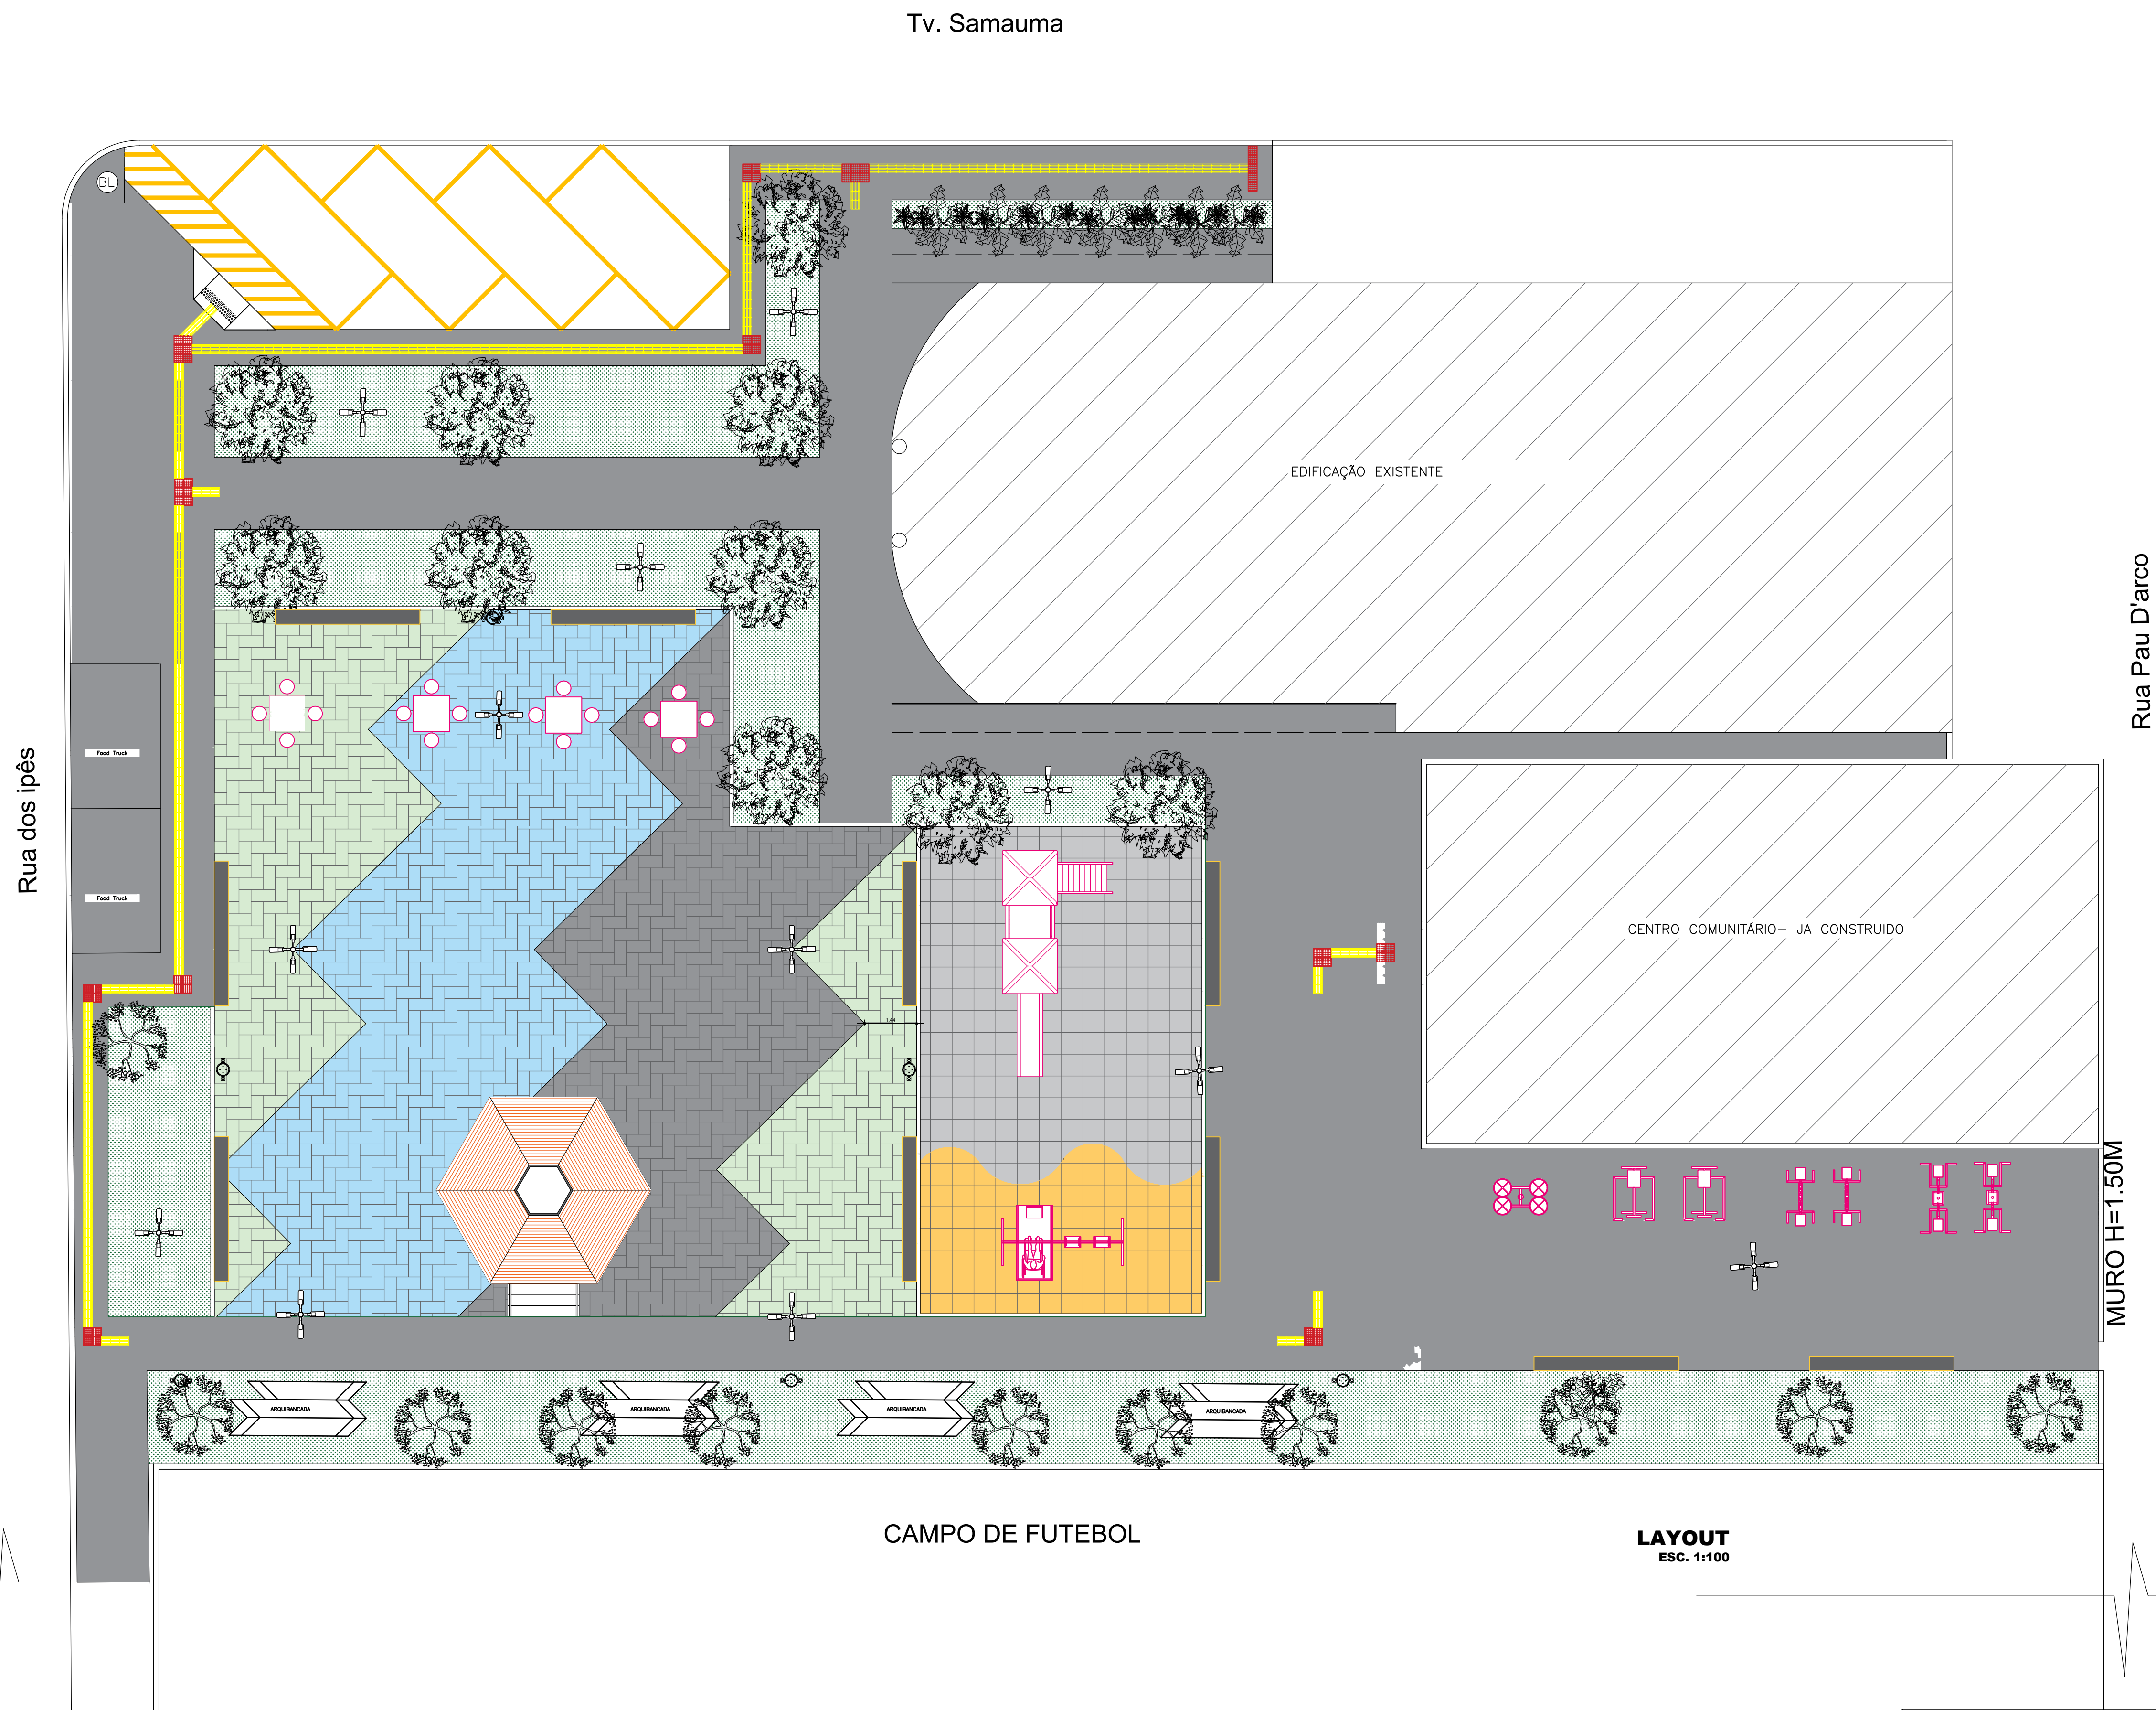 Tv. Samauma
BL
EDIFICAÇÃO EXISTENTE
Rua Pau D'arco
Food Truck
Rua dos ipês
Food Truck
CENTRO COMUNITÁRIO- JA CONSTRUIDO
1.44
MURO H=1.50M
ARQUIBANCADA
ARQUIBANCADA
ARQUIBANCADA
ARQUIBANCADA
CAMPO DE FUTEBOL
LAYOUT
ESC. 1:100